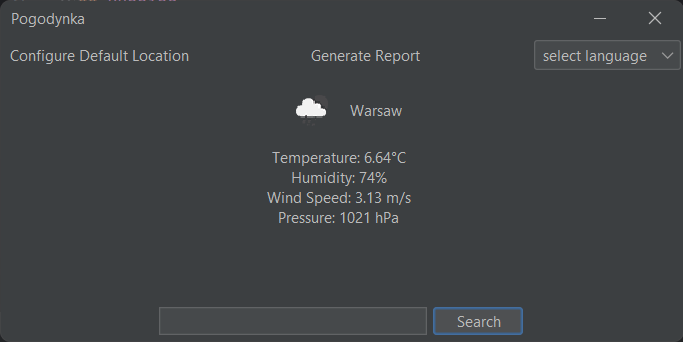 Pogodynka
Configure Default Location Generate Report select language
Warsaw
Temperature: 6.64°C
Humidity: 74%
Wind Speed: 3.13 m/s
Pressure: 1021 hPa
Search